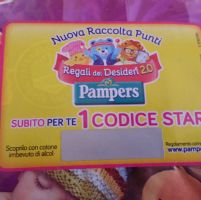 Nuova Raccolta Punti
Regali dei Desideri 2.0
Pampers
SUBITO PER TE 1 CODICE STAR
Scoprilo con cotone
imbevuto di alcol
Regolamento
www.pamp